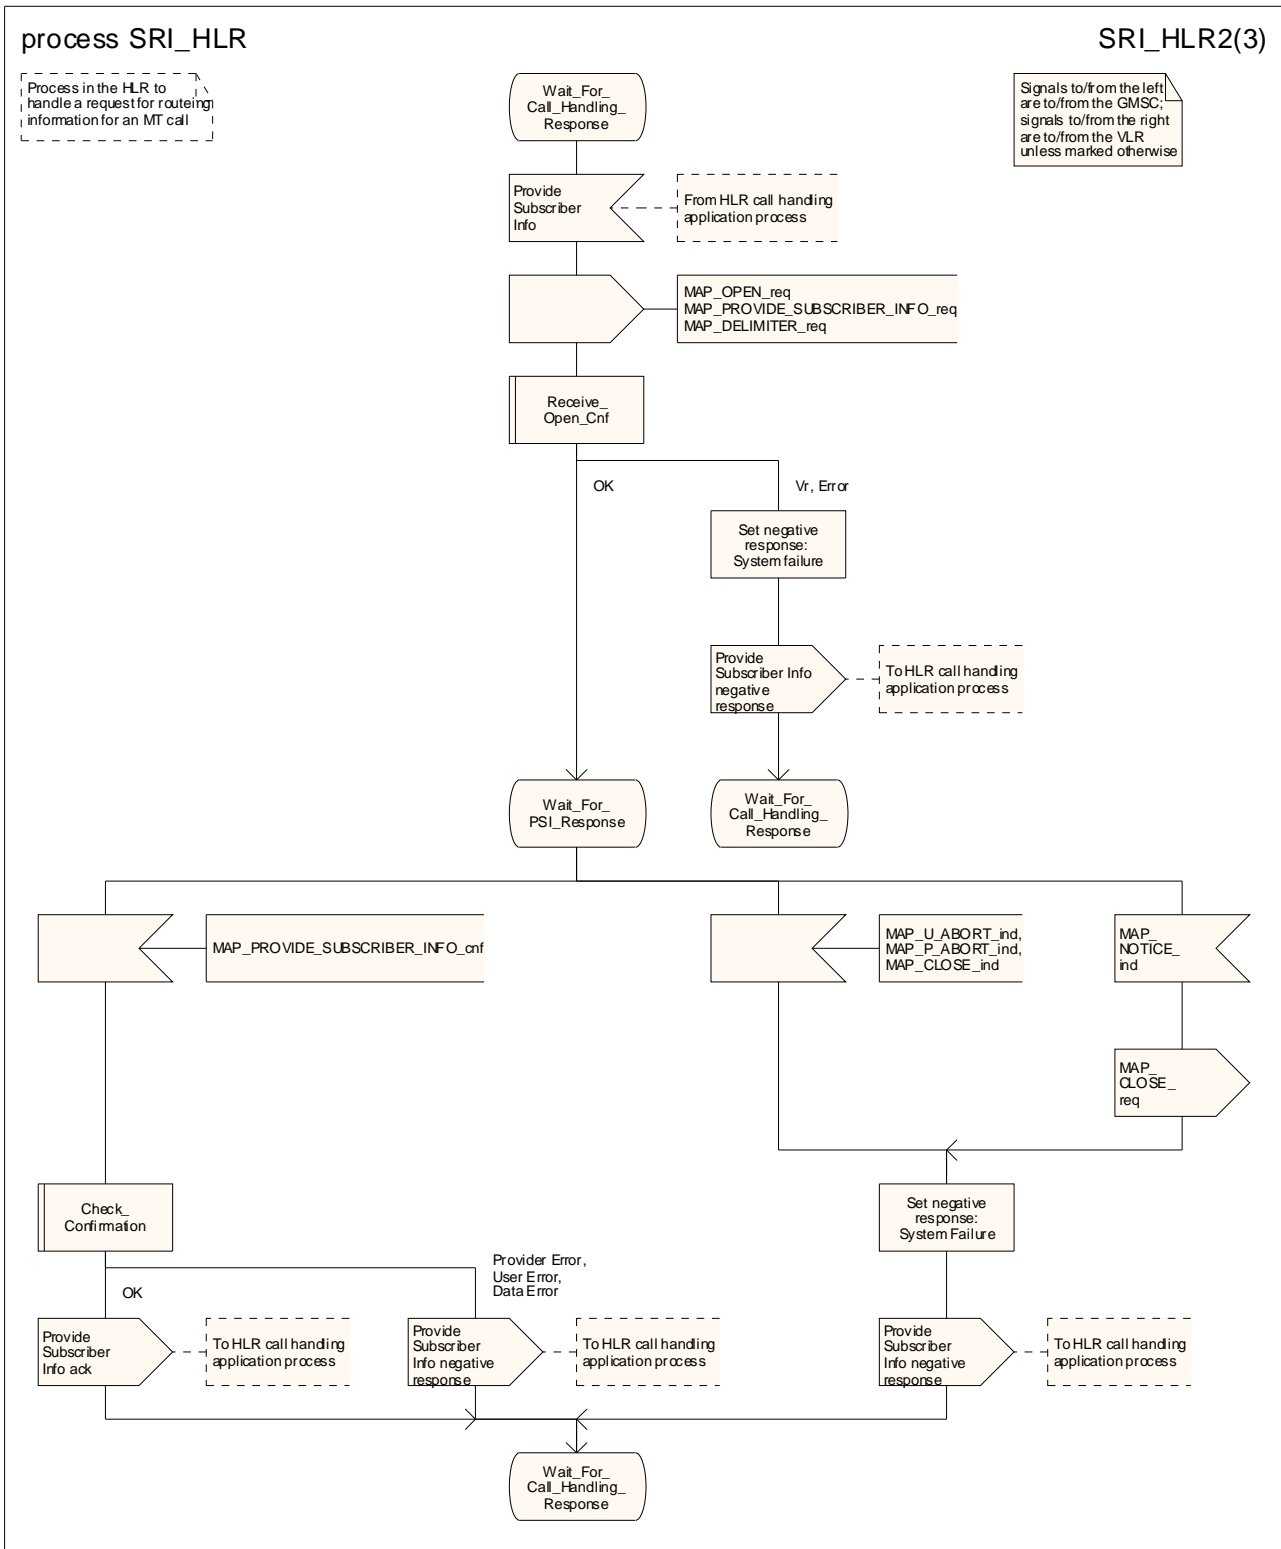 process SRI_HLR
SRI_HLR2(3)
Process in the HLR to
handle a request for routeing
information for an MT call
Wait_For_
Call_Handling_
Response
Signals to/from the left
are to/from the GMSC;
signals to/from the right
are to/from the VLR
unless marked otherwise
Provide
Subscriber
Info
From HLR call handling
application process
MAP_OPEN_req
MAP_PROVIDE_SUBSCRIBER_INFO_req
MAP_DELIMITER_req
Receive_
Open_Cnf
OK
Vr, Error
Set negative
response:
System failure
Provide
Subscriber Info
negative
response
To HLR call handling
application process
Wait_For_
PSI_Response
Wait_For_
Call_Handling_
Response
MAP_PROVIDE_SUBSCRIBER_INFO_cnf
MAP_U_ABORT_ind,
MAP_P_ABORT_ind,
MAP_CLOSE_ind
MAP_
NOTICE_
ind
MAP_
CLOSE_
req
Check_
Confirmation
Set negative
response:
System Failure
OK
Provider Error,
User Error,
Data Error
Provide
Subscriber
Info ack
To HLR call handling
application process
Provide
Subscriber
Info negative
response
To HLR call handling
application process
Provide
Subscriber
Info negative
response
To HLR call handling
application process
Wait_For_
Call_Handling_
Response